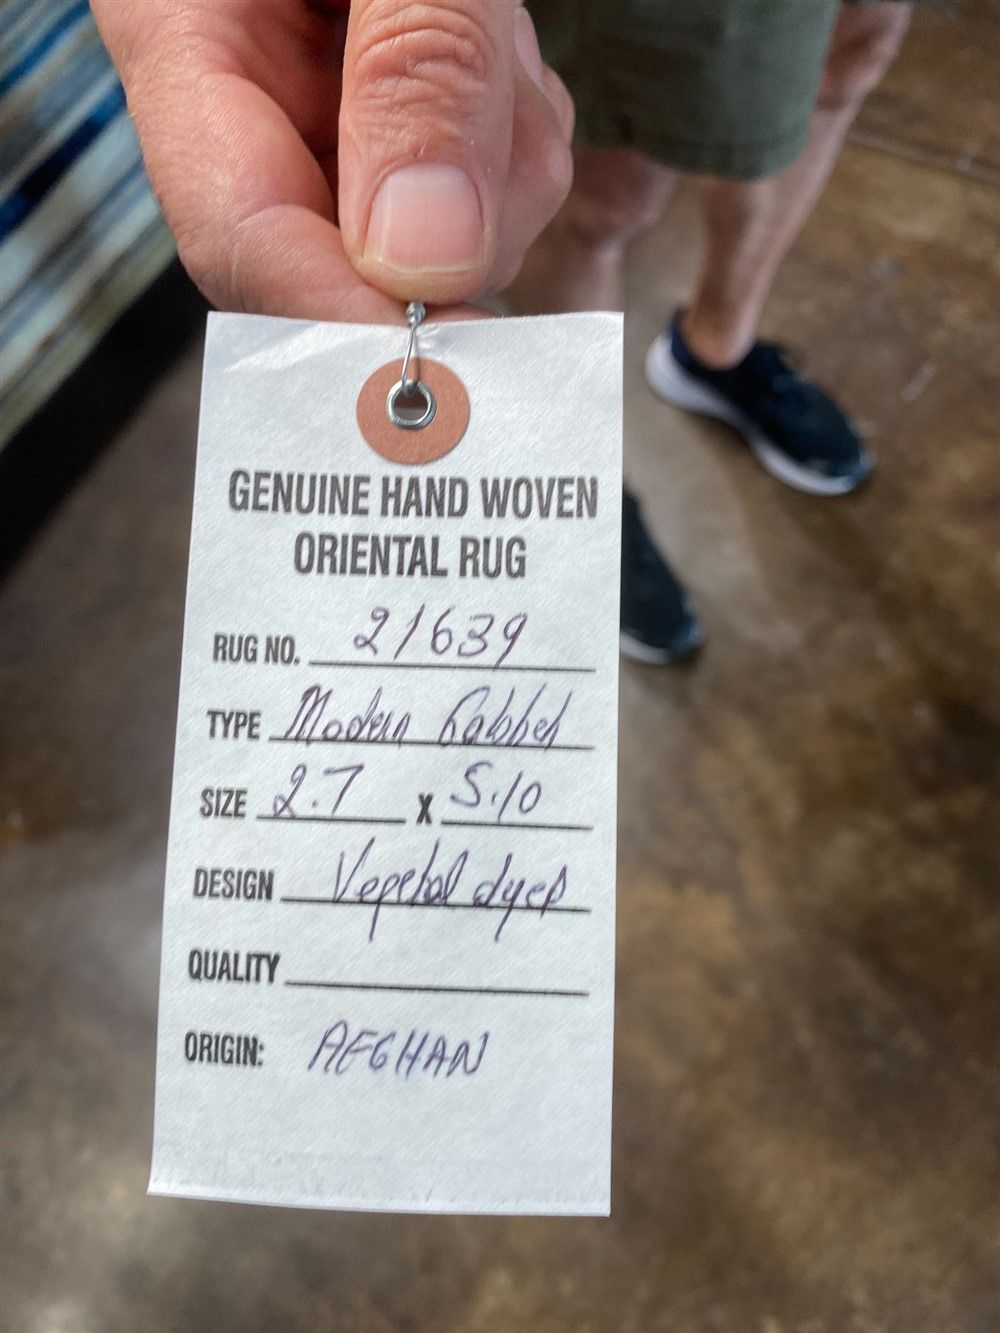 GENUINE HAND WOVEN
ORIENTAL RUG
RUG NO. 21639
TYPE Modern Gabbeh
SIZE 2.7 X 5.10
DESIGN Vegetal dyed
QUALITY
ORIGIN: AFGHAN